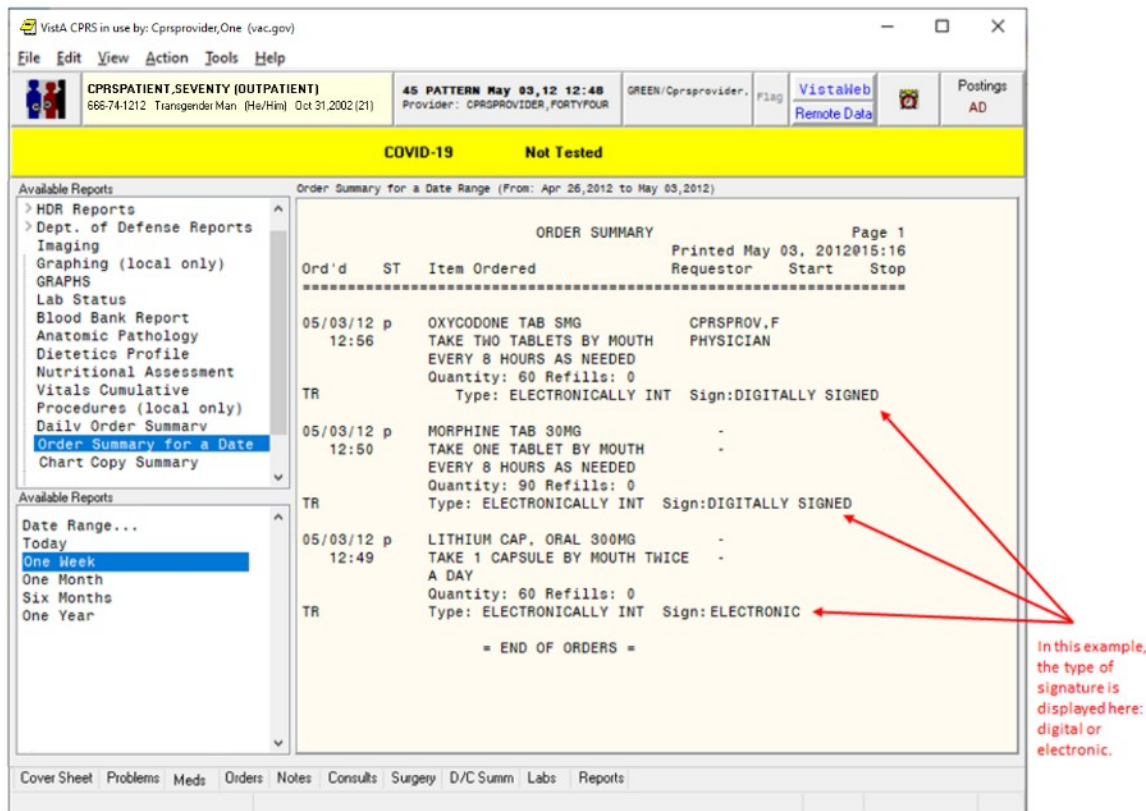 VistA CPRS in use by: Cprsprovider,One (vac.gov)
File Edit View Action Tools Help
CPRSPATIENT,SEVENTY (OUTPATIENT)
666-74-1212 Transgender Man (He/Him) Oct 31,2002 (21)
45 PATTERN May 03,12 12:48
Provider: CPRSPROVIDER,FORTYFOUR
GREEN/Cprsprovider.
Flag
VistaWeb
Remote Data
Postings
AD
COVID-19 Not Tested
Available Reports
HDR Reports
Dept. of Defense Reports
Imaging
Graphing (local only)
GRAPHS
Lab Status
Blood Bank Report
Anatomic Pathology
Dietetics Profile
Nutritional Assessment
Vitals Cumulative
Procedures (local only)
Daily Order Summary
Order Summary for a Date
Chart Copy Summary
Available Reports
Date Range...
Today
One Week
One Month
Six Months
One Year
Order Summary for a Date Range (From: Apr 26,2012 to May 03,2012)
ORDER SUMMARY Page 1
Printed May 03, 2012@15:16
Ord'd ST Item Ordered Requestor Start Stop
05/03/12 p OXYCODONE TAB SMG CPRSPROV,F
12:56 TAKE TWO TABLETS BY MOUTH PHYSICIAN
EVERY 8 HOURS AS NEEDED
Quantity: 60 Refills: 0
TR Type: ELECTRONICALLY INT Sign:DIGITALLY SIGNED
05/03/12 p MORPHINE TAB 30MG -
12:50 TAKE ONE TABLET BY MOUTH -
EVERY 8 HOURS AS NEEDED
Quantity: 90 Refills: 0
TR Type: ELECTRONICALLY INT Sign:DIGITALLY SIGNED
05/03/12 p LITHIUM CAP, ORAL 300MG -
12:49 TAKE 1 CAPSULE BY MOUTH TWICE -
A DAY
Quantity: 60 Refills: 0
TR Type: ELECTRONICALLY INT Sign:ELECTRONIC
= END OF ORDERS =
In this example,
the type of
signature is
displayed here:
digital or
electronic.
Cover Sheet Problems Meds Orders Notes Consults Surgery D/C Summ Labs Reports